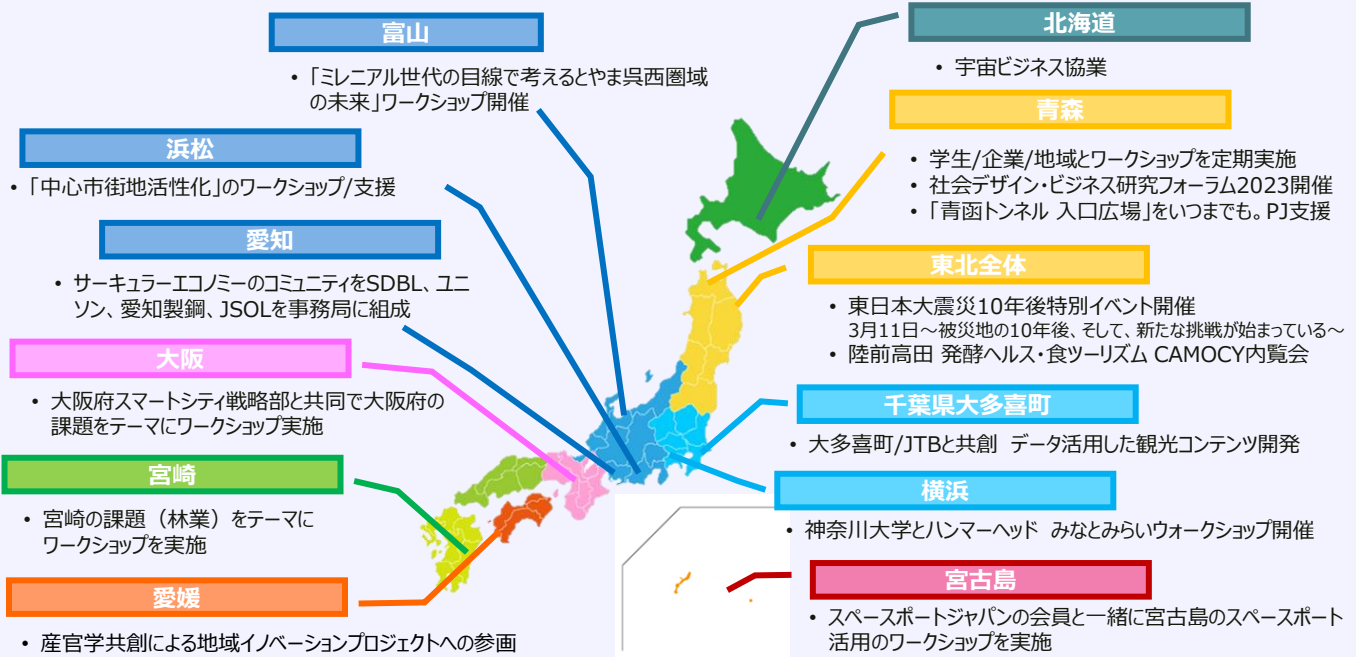 富山
• 「ミレニアル世代の目線で考えるとやま呉西圏域
の未来」ワークショップ開催
浜松
• 「中心市街地活性化」のワークショップ/支援
愛知
• サーキュラーエコノミーのコミュニティをSDBL、ユニ
ソン、愛知製鋼、JSOLを事務局に組成
大阪
• 大阪府スマートシティ戦略部と共同で大阪府の
課題をテーマにワークショップ実施
宮崎
• 宮崎の課題（林業）をテーマに
ワークショップを実施
愛媛
• 産官学共創による地域イノベーションプロジェクトへの参画
北海道
• 宇宙ビジネス協業
青森
• 学生/企業/地域とワークショップを定期実施
• 社会デザイン・ビジネス研究フォーラム2023開催
• 「青函トンネル 入口広場」をいつまでも。PJ支援
東北全体
• 東日本大震災10年後特別イベント開催
3月11日～被災地の10年後、そして、新たな挑戦が始まっている～
• 陸前高田 発酵ヘルス・食ツーリズム CAMOCY内覧会
千葉県大多喜町
• 大多喜町/JTBと共創 データ活用した観光コンテンツ開発
横浜
• 神奈川大学とハンマーヘッド みなとみらいウォークショップ開催
宮古島
• スペースポートジャパンの会員と一緒に宮古島のスペースポート
活用のワークショップを実施